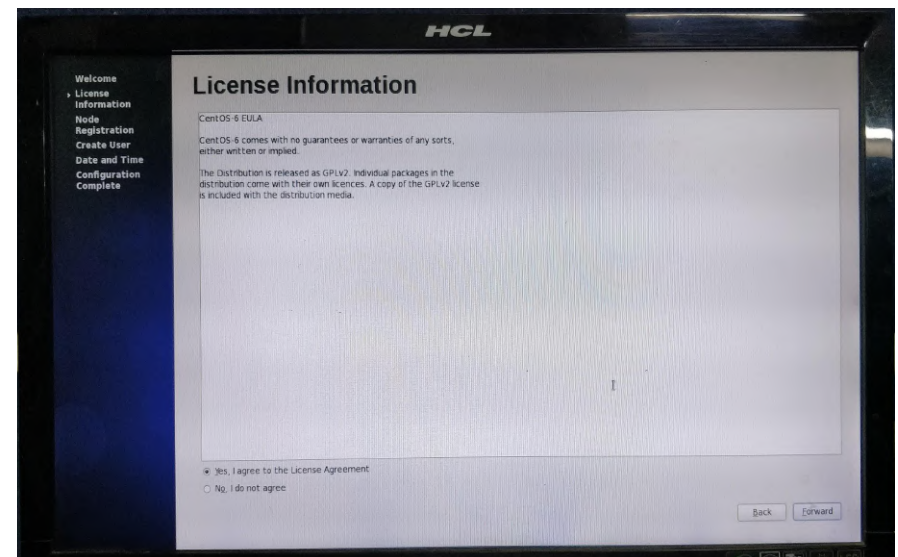 HCL
Welcome
License
Information
Node
Registration
Create User
Date and Time
Configuration
Complete
License Information
CentOS-6 EULA
CentOS-6 comes with no guarantees or warranties of any sorts,
either written or implied.
The Distribution is released as GPLv2. Individual packages in the
distribution come with their own licences. A copy of the GPLv2 license
is included with the distribution media.
Yes, I agree to the License Agreement
No, I do not agree
Back
Forward